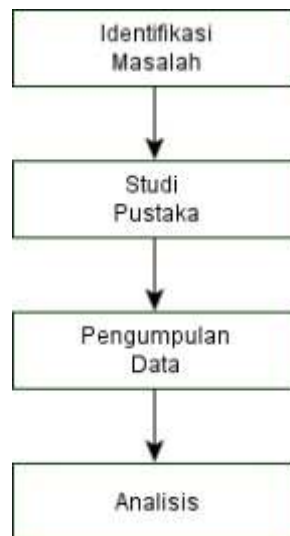 Identifikasi
Masalah
Studi
Pustaka
Pengumpulan
Data
Analisis